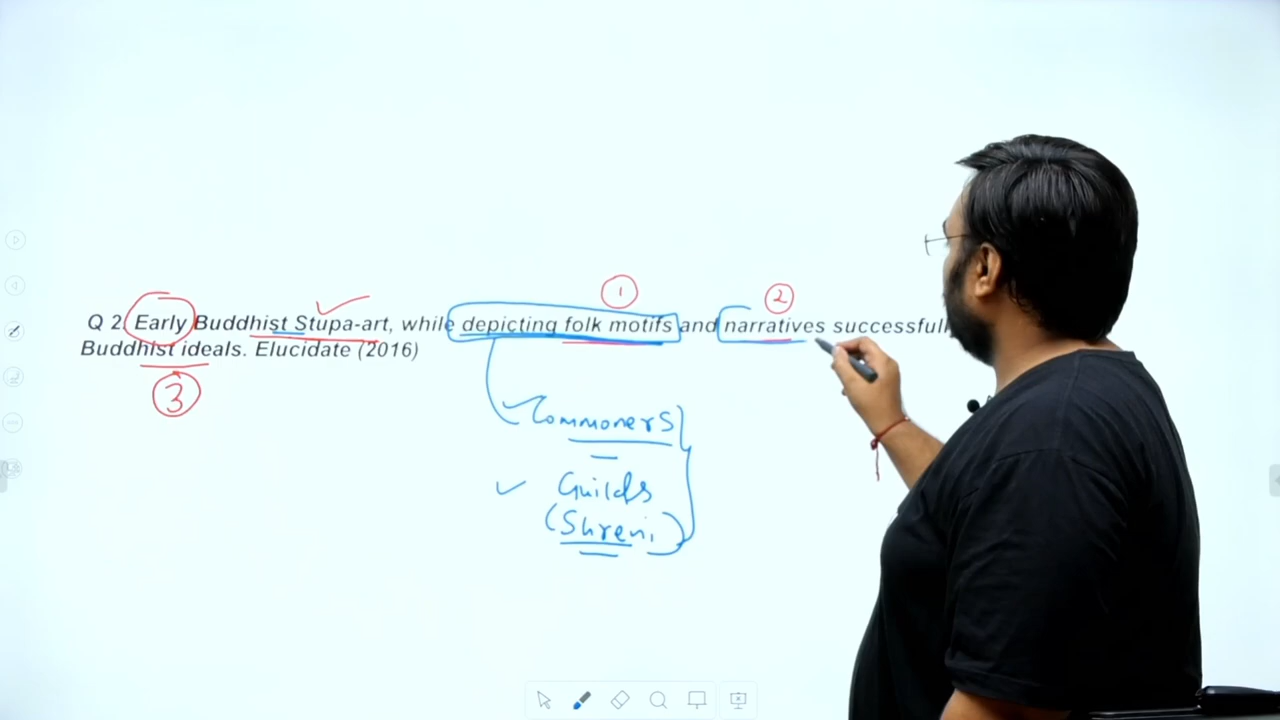 1
2
Q 2. Early Buddhist Stupa-art, while depicting folk motifs and narratives successfull
Buddhist ideals. Elucidate (2016)
3
Commoners
Guilds
(Shreni)